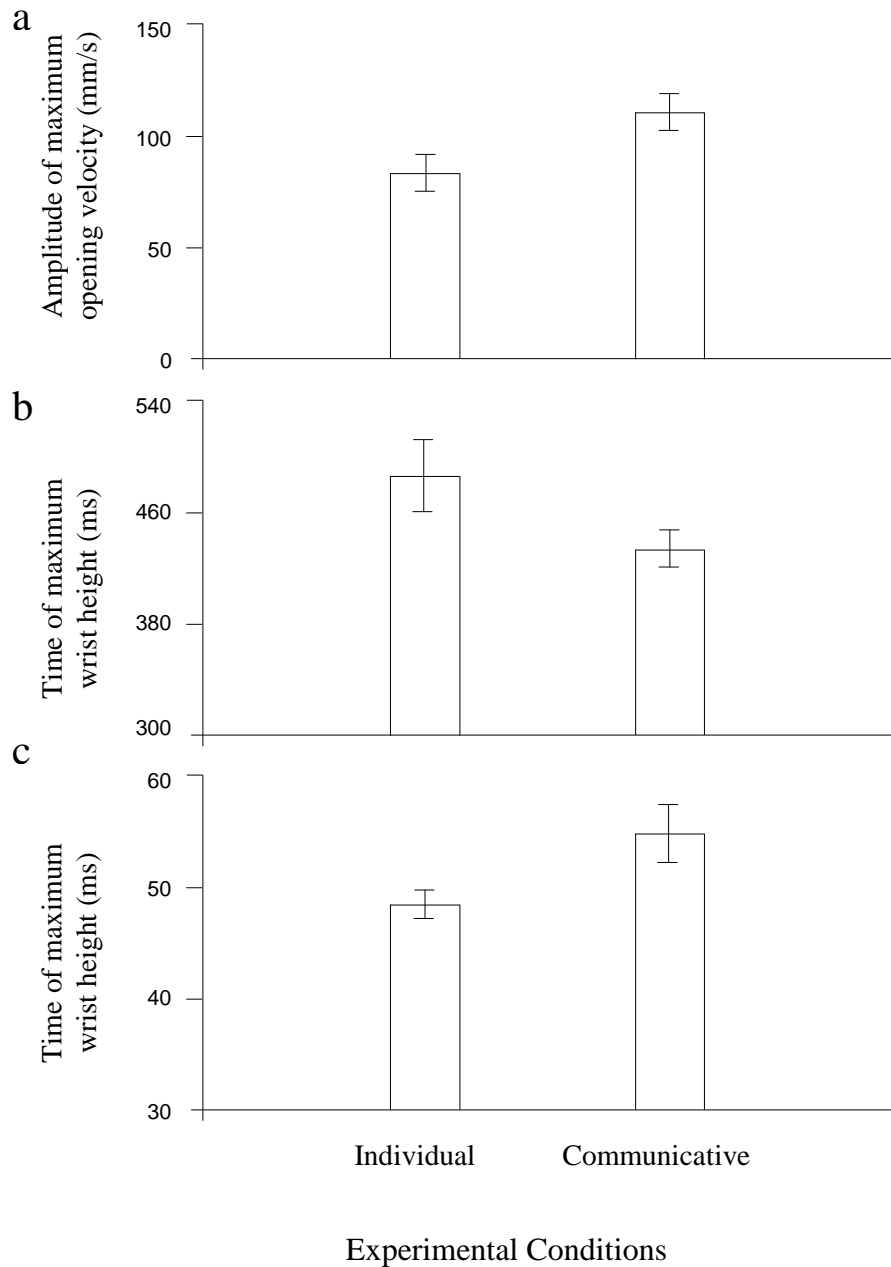 a
Amplitude of maximum
opening velocity (mm/s)
150
100
50
0
b
Time of maximum
wrist height (ms)
540
460
380
300
c
Time of maximum
wrist height (ms)
60
50
40
30
Individual
Communicative
Experimental Conditions